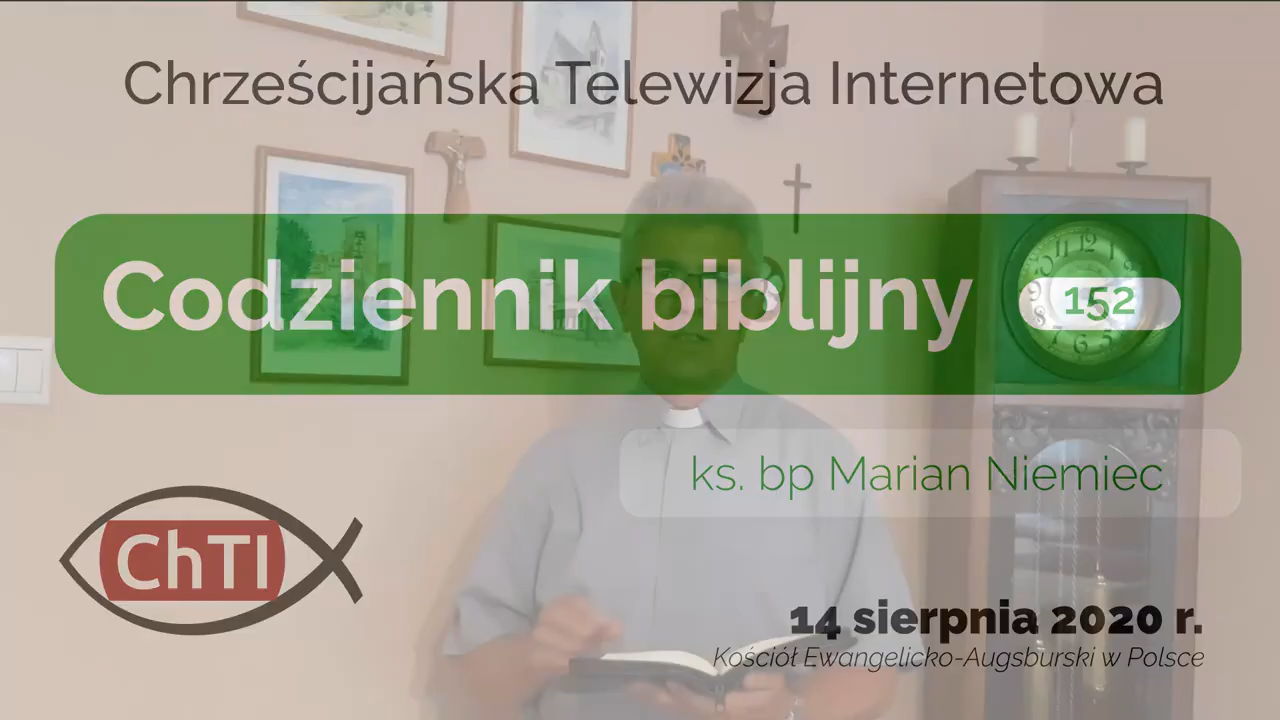 Chrześcijańska Telewizja Internetowa
Codziennik biblijny 152
ks. bp Marian Niemiec
ChTI
14 sierpnia 2020 r.
Kościół Ewangelicko-Augsburski w Polsce